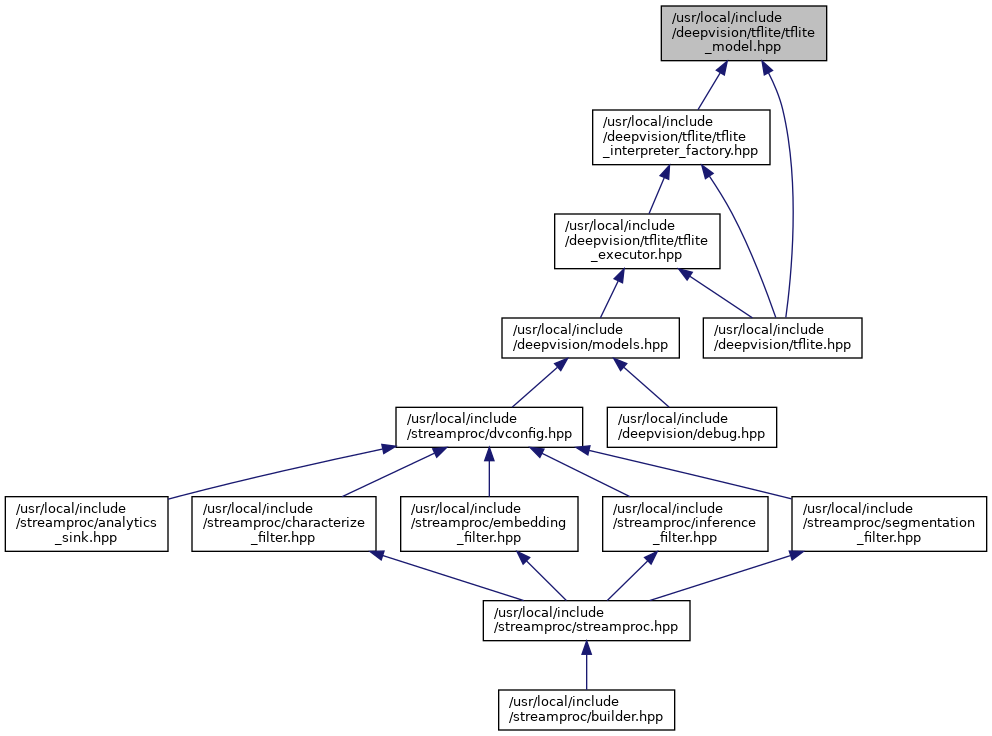 /usr/local/include
/deepvision/tflite/tflite
_model.hpp
/usr/local/include
/deepvision/tflite/tflite
_interpreter_factory.hpp
/usr/local/include
/deepvision/tflite/tflite
_executor.hpp
/usr/local/include
/deepvision/models.hpp
/usr/local/include
/deepvision/tflite.hpp
/usr/local/include
/streamproc/dvconfig.hpp
/usr/local/include
/deepvision/debug.hpp
/usr/local/include
/streamproc/analytics
_sink.hpp
/usr/local/include
/streamproc/characterize
_filter.hpp
/usr/local/include
/streamproc/embedding
_filter.hpp
/usr/local/include
/streamproc/inference
_filter.hpp
/usr/local/include
/streamproc/segmentation
_filter.hpp
/usr/local/include
/streamproc/streamproc.hpp
/usr/local/include
/streamproc/builder.hpp